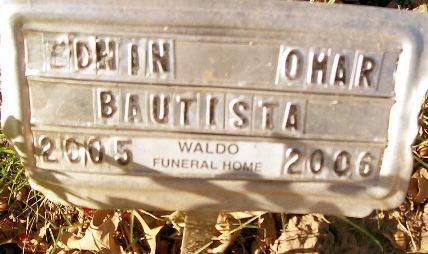 EDWIN OMAR
BAUTISTA
2005 WALDO FUNERAL HOME 2006